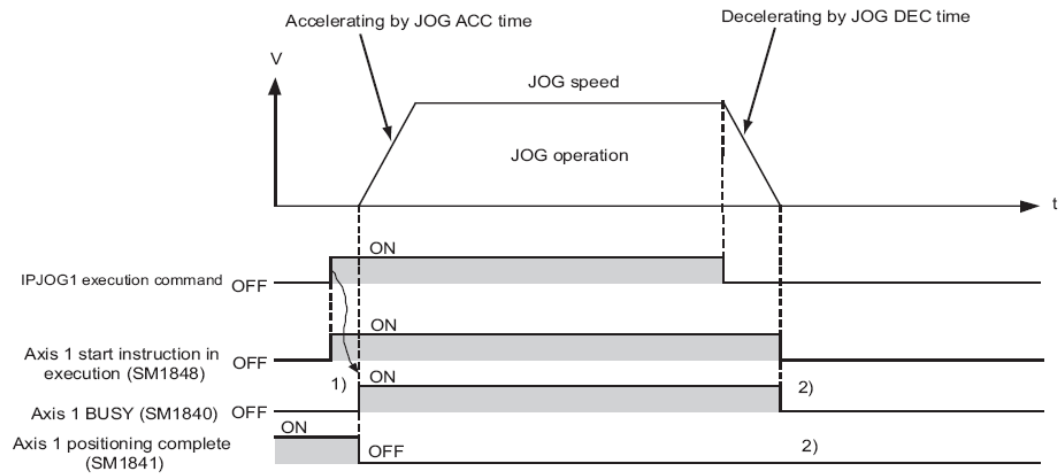 Accelerating by JOG ACC time
Decelerating by JOG DEC time
V
JOG speed
JOG operation
t
ON
IPJOG1 execution command
OFF
ON
Axis 1 start instruction in
execution (SM1848)
OFF
1)
ON
2)
Axis 1 BUSY (SM1840)
OFF
ON
Axis 1 positioning complete
(SM1841)
OFF
2)